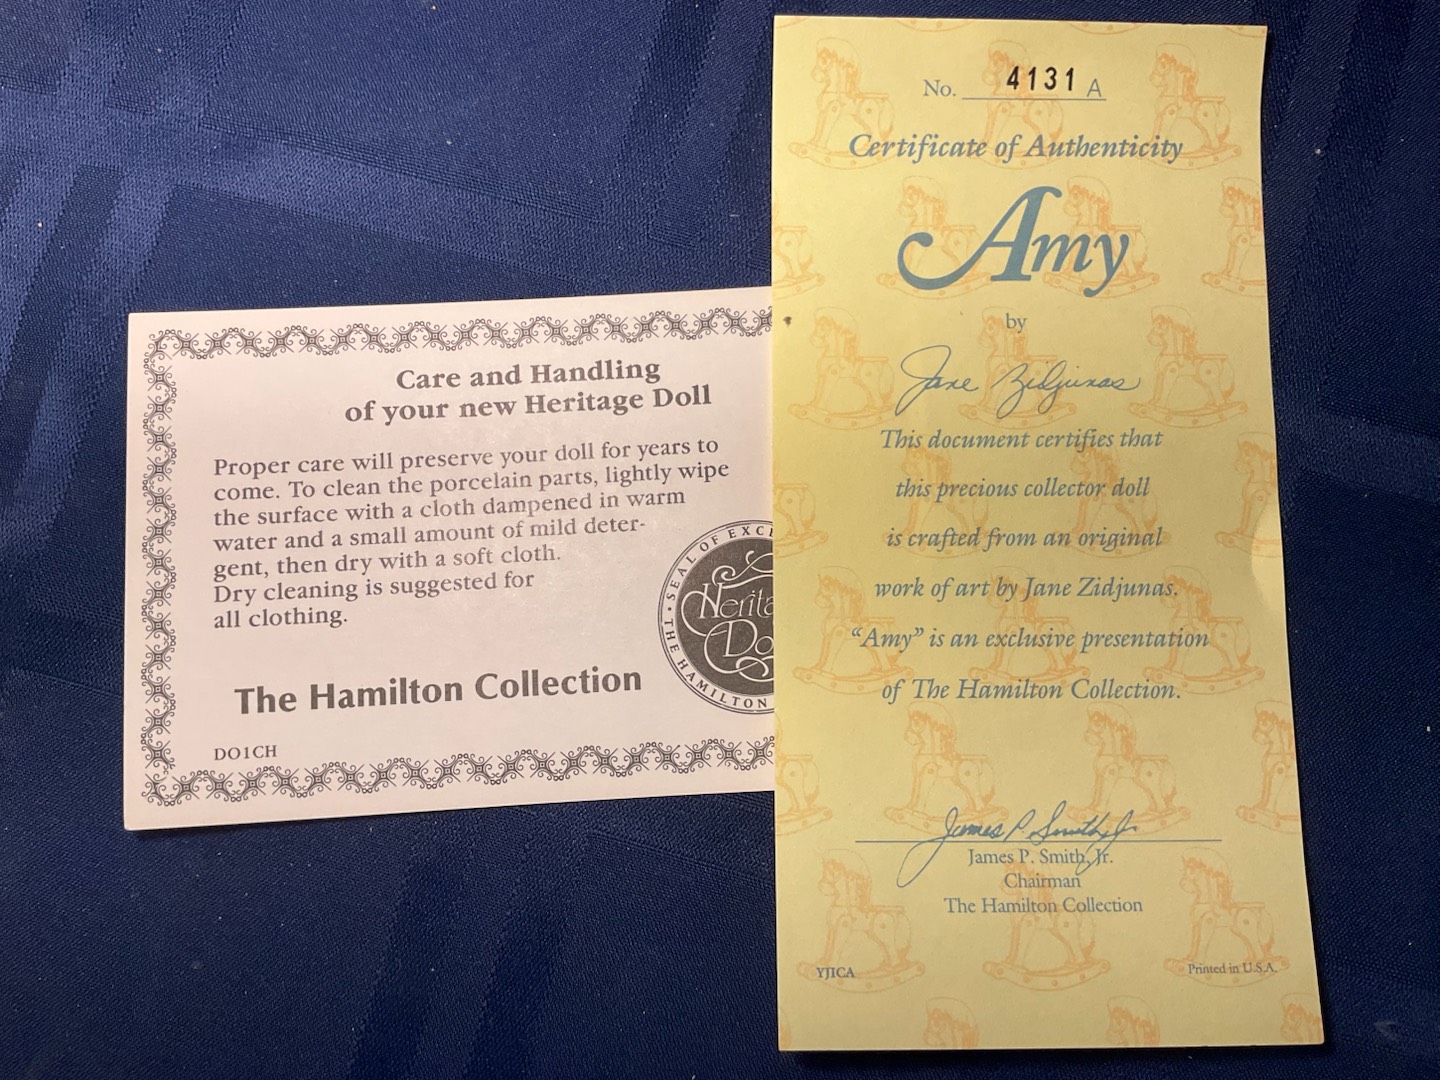 Care and Handling
of your new Heritage Doll
Proper care will preserve your doll for years to
come. To clean the porcelain parts, lightly wipe
the surface with a cloth dampened in warm
water and a small amount of mild deter-
gent, then dry with a soft cloth.
Dry cleaning is suggested for
all clothing.
The Hamilton Collection
DO1CH
SEAL OF
THE HAMILTON
No. 4131 A
Certificate of Authenticity
Amy
by
Jane Zidjunas
This document certifies that
this precious collector doll
is crafted from an original
work of art by Jane Zidjunas.
“Amy” is an exclusive presentation
of The Hamilton Collection.
James P. Smith, Jr.
James P. Smith, Jr.
Chairman
The Hamilton Collection
YJICA
Printed in U.S.A.